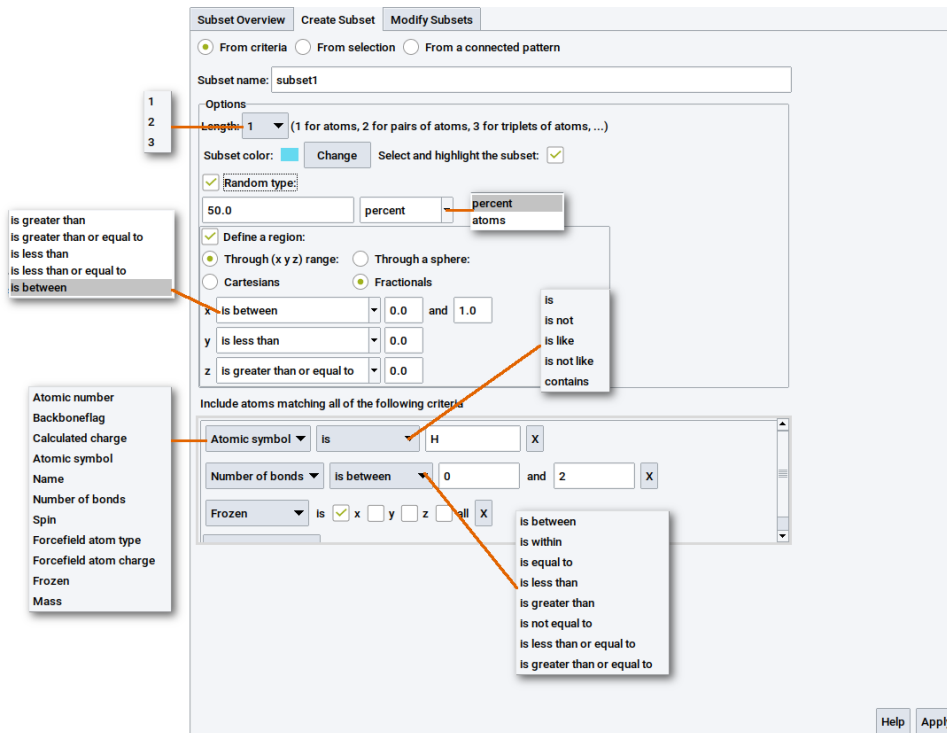 Subset Overview Create Subset Modify Subsets
From criteria From selection From a connected pattern
Subset name: subset1
Options
1
2
3
Length: 1 (1 for atoms, 2 for pairs of atoms, 3 for triplets of atoms, ...)
Subset color: Change Select and highlight the subset:
Random type:
50.0 percent
percent
atoms
is greater than
is greater than or equal to
is less than
is less than or equal to
is between
Define a region:
Through (x y z) range: Through a sphere:
Cartesians Fractionals
x is between 0.0 and 1.0
y is less than 0.0
z is greater than or equal to 0.0
is
is not
is like
is not like
contains
Include atoms matching all of the following criteria
Atomic number
Backboneflag
Calculated charge
Atomic symbol
Name
Number of bonds
Spin
Forcefield atom type
Forcefield atom charge
Frozen
Mass
Atomic symbol is H X
Number of bonds is between 0 and 2 X
Frozen is x y z all X
is between
is within
is equal to
is less than
is greater than
is not equal to
is less than or equal to
is greater than or equal to
Help Apply